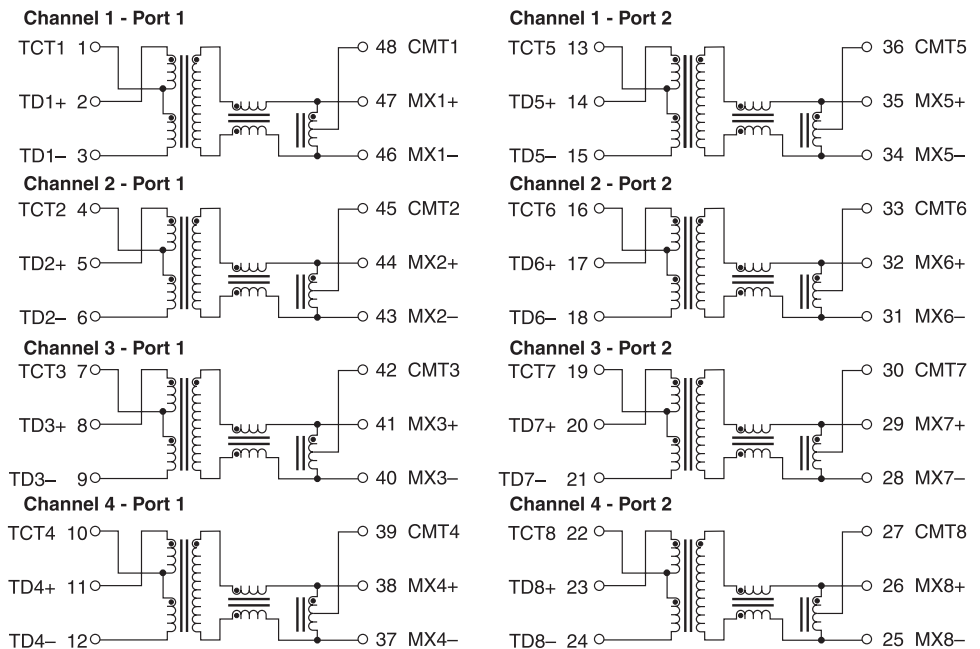 Channel 1 - Port 1
TCT1 1 48 CMT1
TD1+ 2 47 MX1+
TD1– 3 46 MX1–
Channel 2 - Port 1
TCT2 4 45 CMT2
TD2+ 5 44 MX2+
TD2– 6 43 MX2–
Channel 3 - Port 1
TCT3 7 42 CMT3
TD3+ 8 41 MX3+
TD3– 9 40 MX3–
Channel 4 - Port 1
TCT4 10 39 CMT4
TD4+ 11 38 MX4+
TD4– 12 37 MX4–
Channel 1 - Port 2
TCT5 13 36 CMT5
TD5+ 14 35 MX5+
TD5– 15 34 MX5–
Channel 2 - Port 2
TCT6 16 33 CMT6
TD6+ 17 32 MX6+
TD6– 18 31 MX6–
Channel 3 - Port 2
TCT7 19 30 CMT7
TD7+ 20 29 MX7+
TD7– 21 28 MX7–
Channel 4 - Port 2
TCT8 22 27 CMT8
TD8+ 23 26 MX8+
TD8– 24 25 MX8–